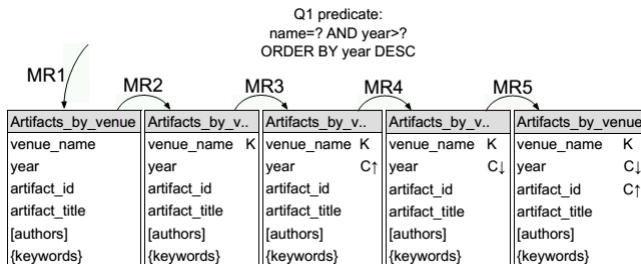 Q1 predicate:
name=? AND year>?
ORDER BY year DESC
MR1
MR2
MR3
MR4
MR5
Artifacts_by_venue
venue_name
year
artifact_id
artifact_title
[authors]
{keywords}
Artifacts_by_v..
venue_name K
year
artifact_id
artifact_title
[authors]
{keywords}
Artifacts_by_v..
venue_name K
year C↑
artifact_id
artifact_title
[authors]
{keywords}
Artifacts_by_v..
venue_name K
year C↓
artifact_id
artifact_title
[authors]
{keywords}
Artifacts_by_venue
venue_name K
year C↓
artifact_id C↑
artifact_title
[authors]
{keywords}